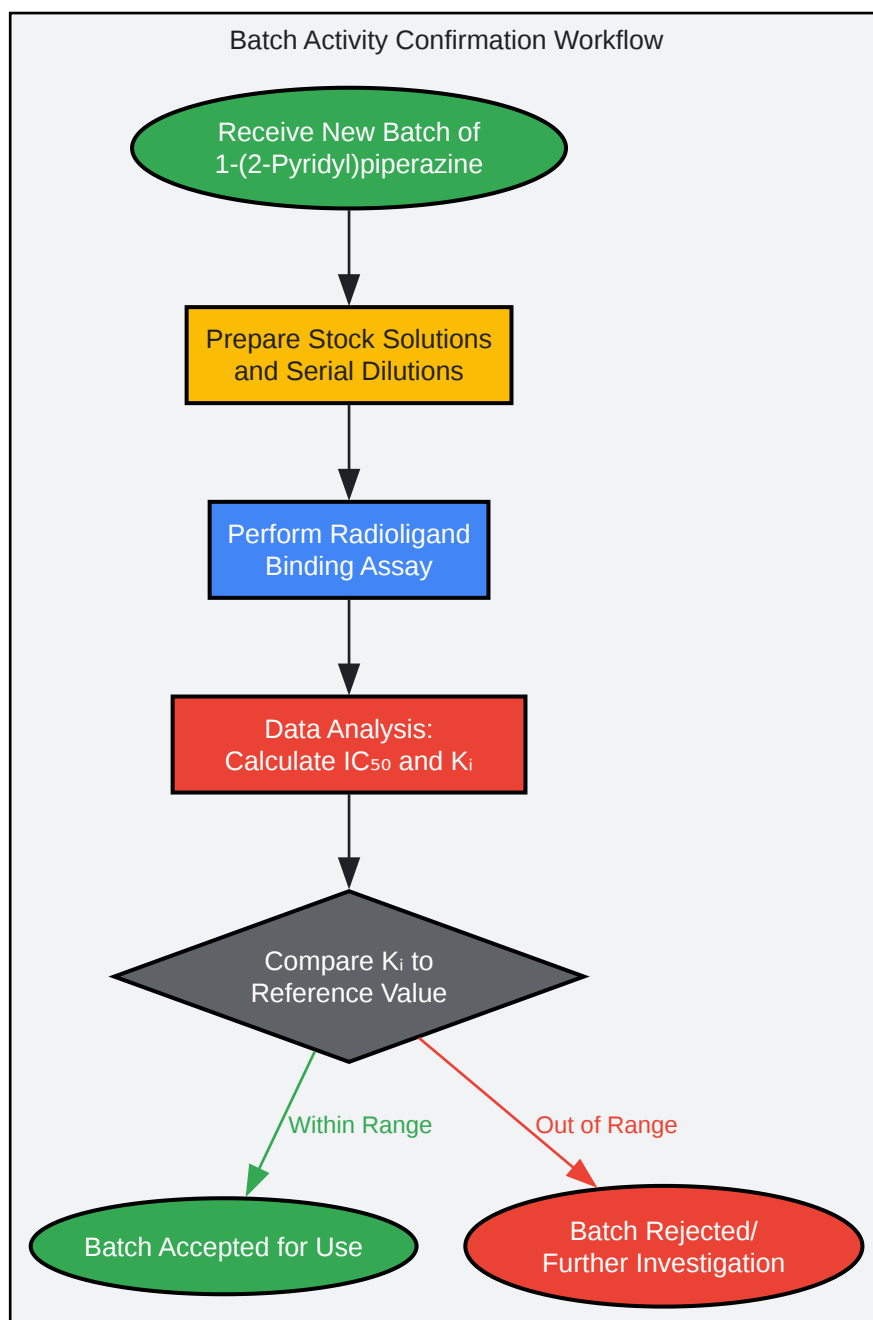 Batch Activity Confirmation Workflow
Receive New Batch of
1-(2-Pyridyl)piperazine
Prepare Stock Solutions
and Serial Dilutions
Perform Radioligand
Binding Assay
Data Analysis:
Calculate IC₅₀ and Kᵢ
Compare Kᵢ to
Reference Value
Within Range
Out of Range
Batch Accepted for Use
Batch Rejected/
Further Investigation